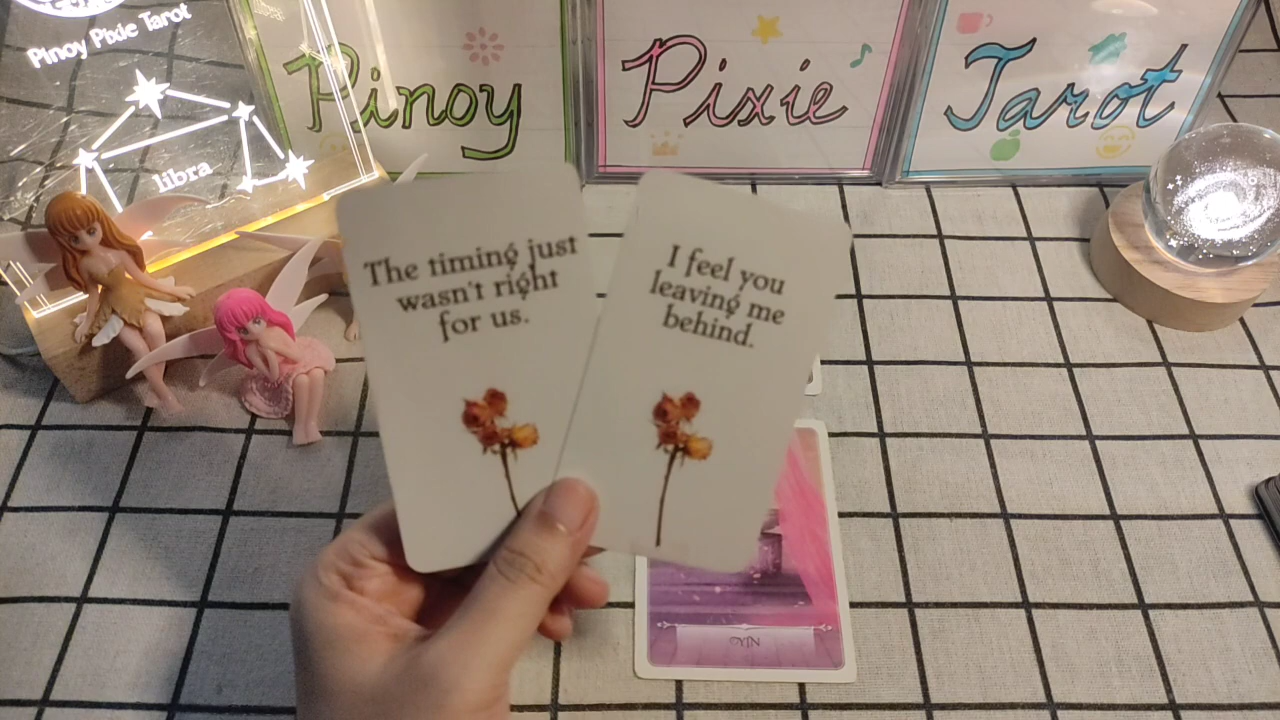 Pinoy Pixie Tarot
libra
Pinoy
Pixie
Tarot
The timing just
wasn't right
for us.
I feel you
leaving me
behind.